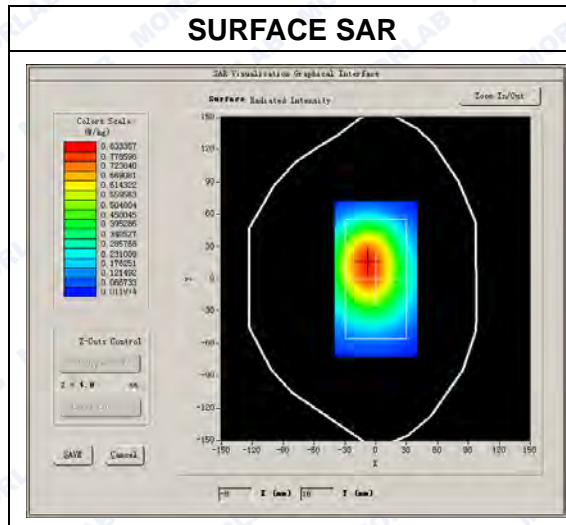 SURFACE SAR
SAR Visualisation Graphical Interface
Surface Radiated Intensity
Zoom In/Out
Colors Scale
(W/kg)
0.833357
0.778598
0.723840
0.669081
0.614322
0.559563
0.504804
0.450045
0.395286
0.340527
0.285768
0.231009
0.176251
0.121492
0.066733
0.011974
150
120
90
60
30
0
-30
-60
-90
-120
-150
-150 -120 -90 -60 -30 0 30 60 90 120 150
X
Y
Z-Cuts Control
Z = 4.0 mm
SAVE Cancel
-8 X (mm) 16 Y (mm)
MORLAB